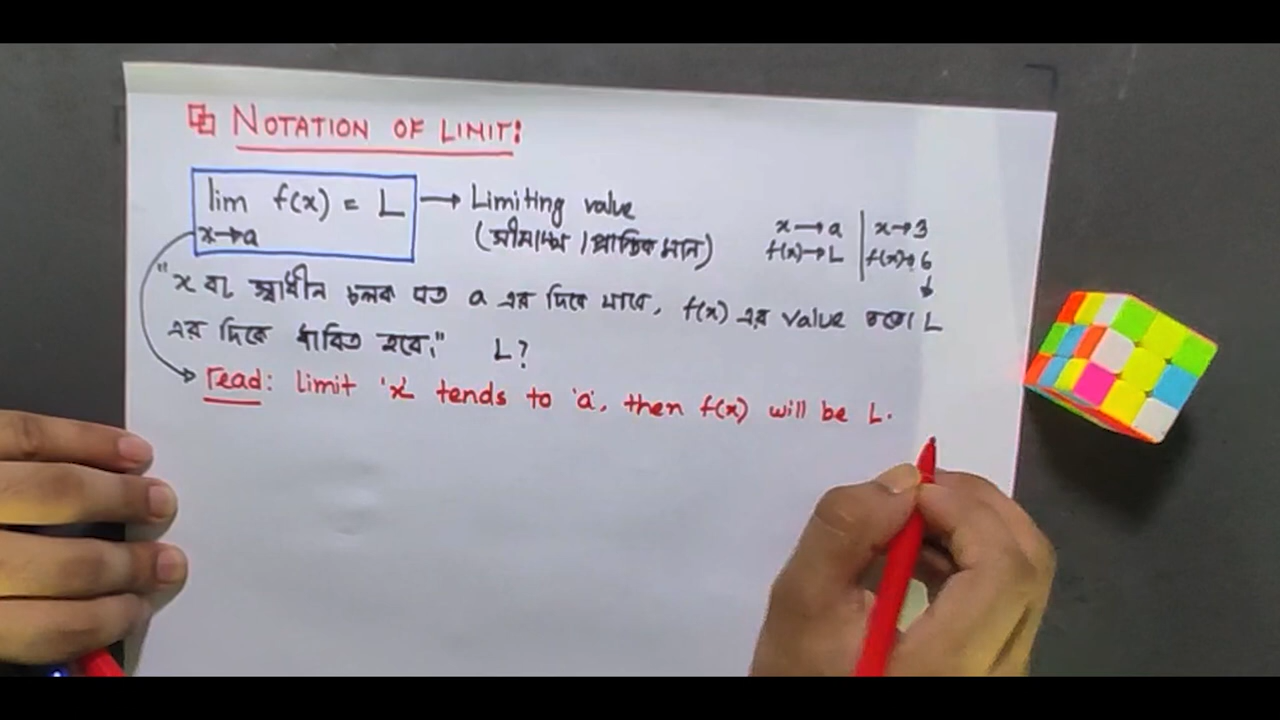 NOTATION OF LIMIT:
lim f(x) = L → Limiting value
x→a
(সীমাস্থ / প্রান্তিক মান)
x → a | x→3
f(x)→L | f(x)→6
"x বা স্বাধীন চলক যত a এর দিকে যাবে, f(x) এর value তত L
এর দিকে ধাবিত হবে।" L?
read: limit 'x' tends to 'a', then f(x) will be L.